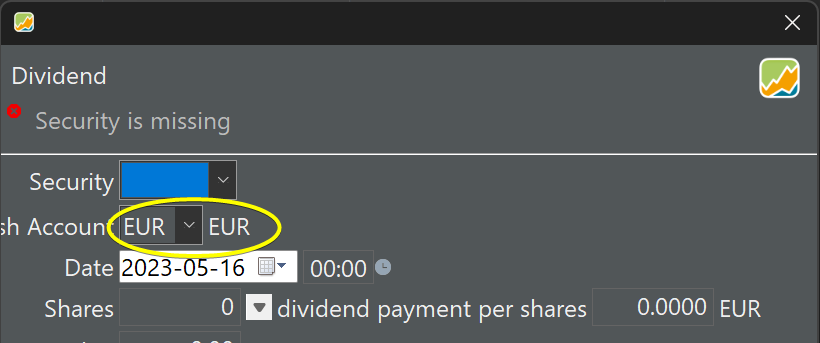 Dividend
Security is missing
Security
sh Account EUR EUR
Date 2023-05-16 00:00
Shares 0 dividend payment per shares 0.0000 EUR